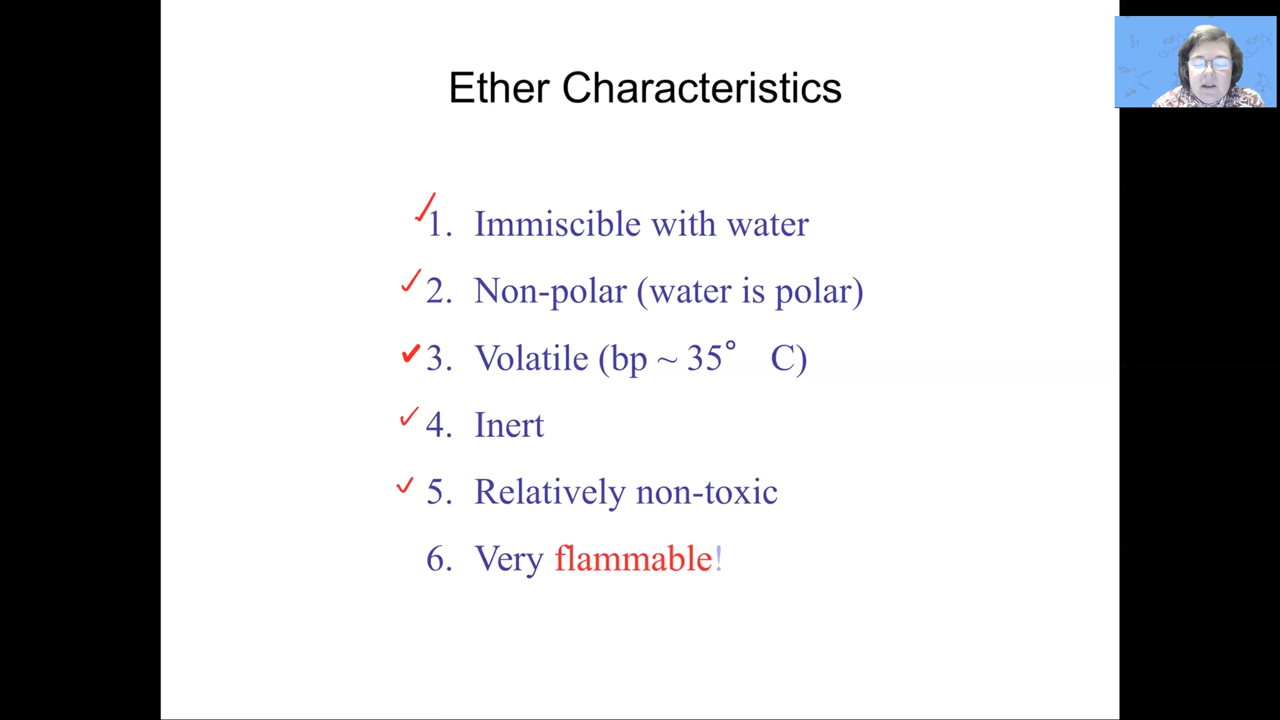 Ether Characteristics
1. Immiscible with water
2. Non-polar (water is polar)
3. Volatile (bp ~ 35° C)
4. Inert
5. Relatively non-toxic
6. Very flammable!